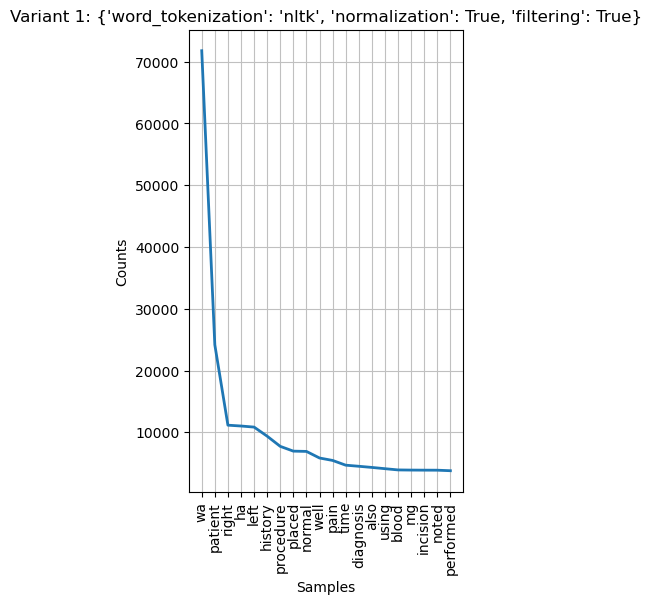 Variant 1: {'word_tokenization': 'nltk', 'normalization': True, 'filtering': True}
70000
60000
50000
40000
30000
20000
10000
Counts
wa
patient
right
ha
left
history
procedure
placed
normal
well
pain
time
diagnosis
also
using
blood
mg
incision
noted
performed
Samples